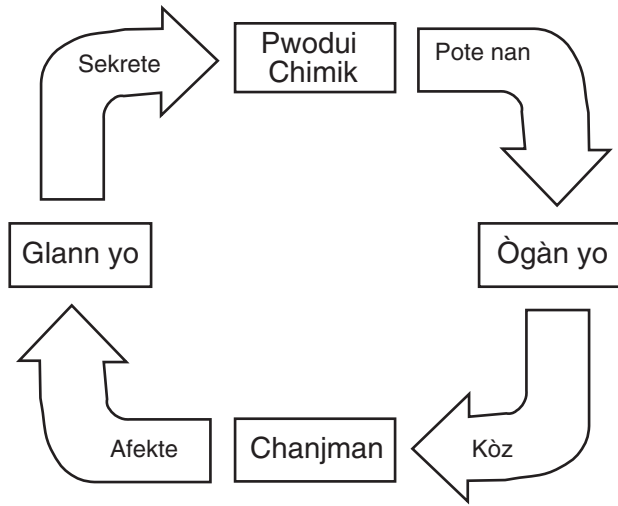 Sekrete
Pwodui
Chimik
Pote nan
Glann yo
Ògàn yo
Afekte
Chanjman
Kòz